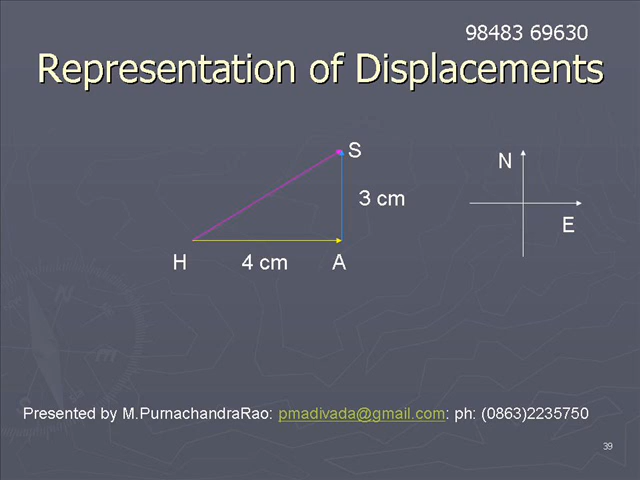 98483 69630
Representation of Displacements
S
N
3 cm
E
H 4 cm A
N
m
Presented by M.PurnachandraRao: pmadivada@gmail.com: ph: (0863)2235750
39